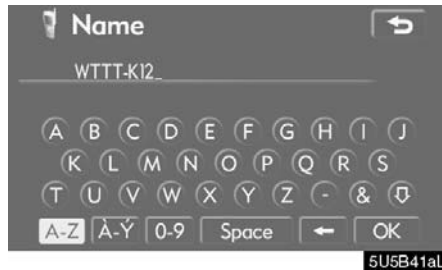 Name
WTTT-K12_
A B C D E F G H I J
K L M N O P Q R S
T U V W X Y Z - &
A-Z À-Ý 0-9 Space ← OK
5U5B41aL